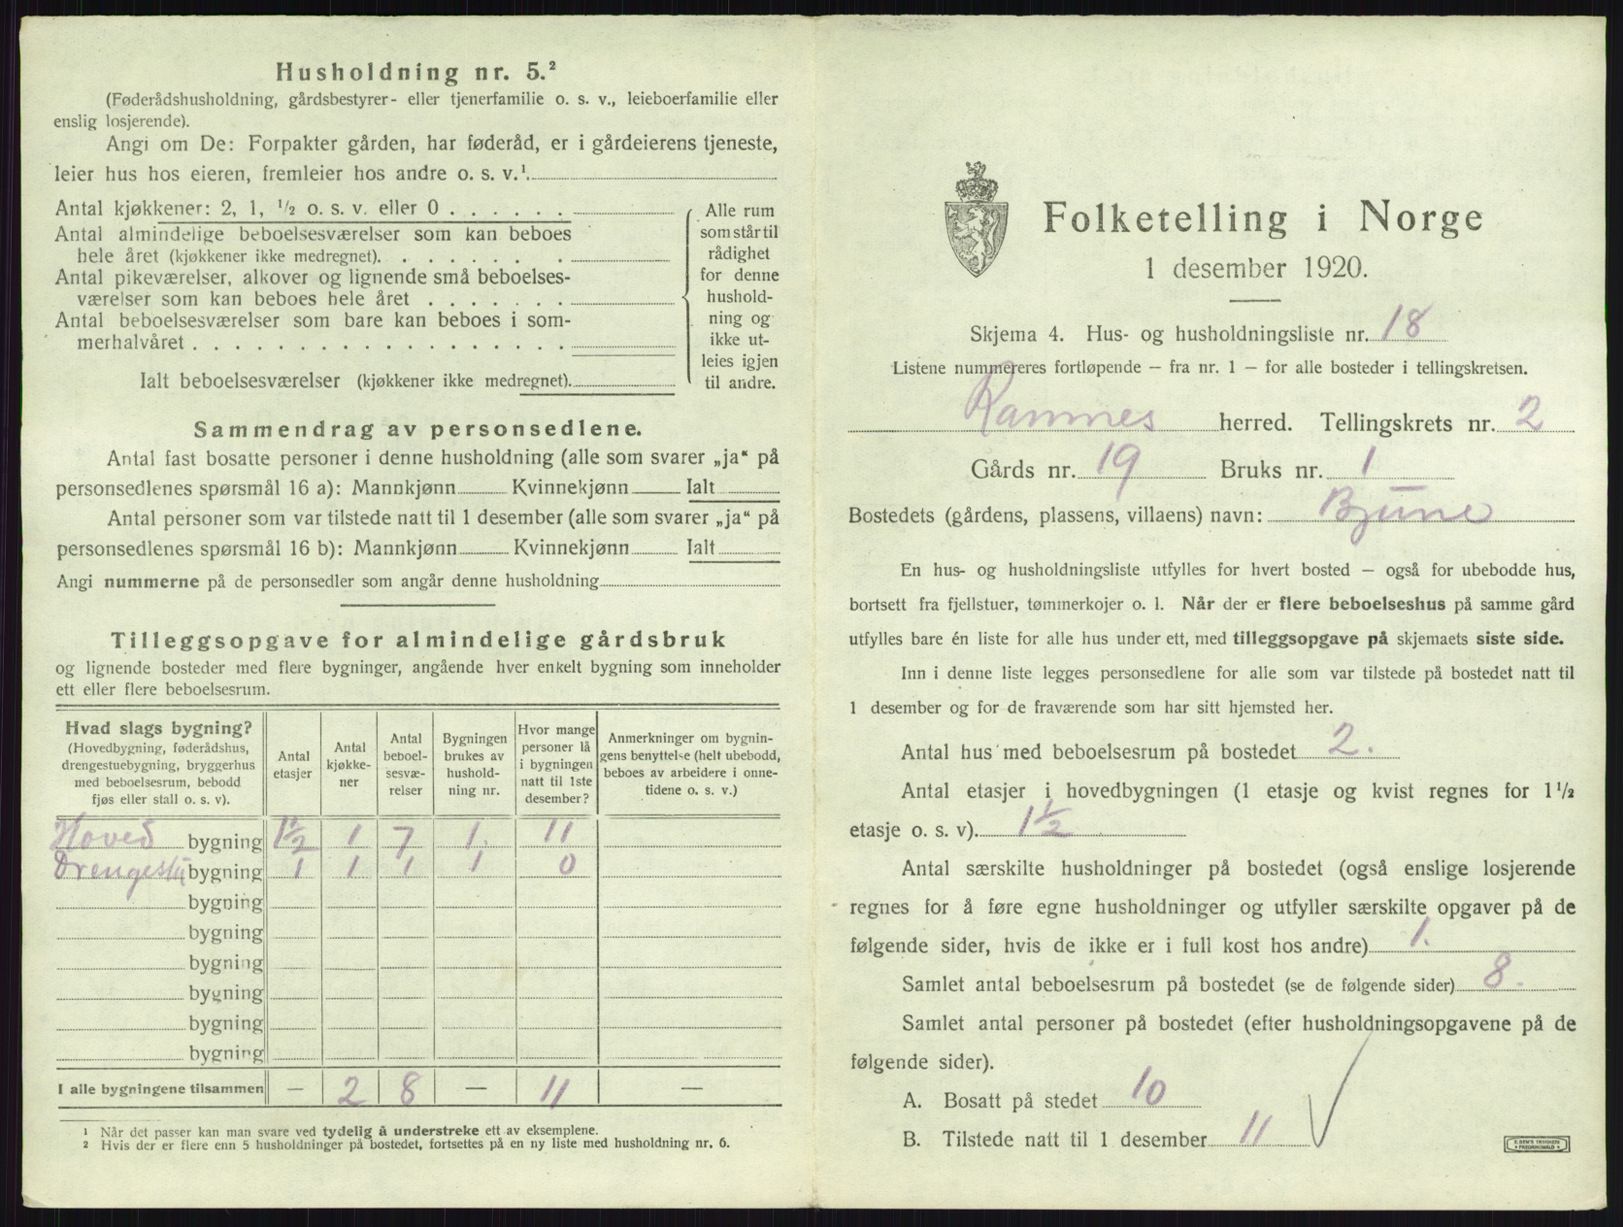 Husholdning nr. 5.²
(Føderådshusholdning, gårdsbestyrer- eller tjenerfamilie o. s. v., leieboerfamilie eller
enslig losjerende).
Angi om De: Forpakter gården, har føderåd, er i gårdeierens tjeneste,
leier hus hos eieren, fremleier hos andre o. s. v.¹.
Antal kjøkkener: 2, 1, ½ o. s. v. eller 0 . . . . . .
Antal almindelige beboelsesværelser som kan beboes
hele året (kjøkkener ikke medregnet). . . . . . . .
Antal pikeværelser, alkover og lignende små beboelses-
værelser som kan beboes hele året . . . . . . .
Antal beboelsesværelser som bare kan beboes i som-
merhalvåret . . . . . . . . . . . . . . . . . .
Ialt beboelsesværelser (kjøkkener ikke medregnet).
Alle rum
som står til
rådighet
for denne
hushold-
ning og
ikke ut-
leies igjen
til andre.
Sammendrag av personsedlene.
Antal fast bosatte personer i denne husholdning (alle som svarer „ja“ på
personsedlenes spørsmål 16 a): Mannkjønn Kvinnekjønn Ialt
Antal personer som var tilstede natt til 1 desember (alle som svarer „ja“ på
personsedlenes spørsmål 16 b): Mannkjønn Kvinnekjønn Ialt
Angi nummerne på de personsedler som angår denne husholdning
Tilleggsopgave for almindelige gårdsbruk
og lignende bosteder med flere bygninger, angående hver enkelt bygning som inneholder
ett eller flere beboelsesrum.
Hvad slags bygning?
(Hovedbygning, føderådshus,
drengestuebygning, bryggerhus
med beboelsesrum, bebodd
fjøs eller stall o. s. v).
Antal
etasjer
Antal
kjøkke-
ner
Antal
beboel-
sesvæ-
relser
Bygningen
brukes av
hushold-
ning nr.
Hvor mange
personer lå
i bygningen
natt til 1ste
desember?
Anmerkninger om bygnin-
gens benyttelse (helt ubebodd,
beboes av arbeidere i onne-
tidene o. s. v.)
Hoved bygning 1½ 1 7 1. 11
Drengestu bygning 1 1 1 1 0
bygning
bygning
bygning
bygning
bygning
bygning
I alle bygningene tilsammen — 2 8 — 11 —
¹ Når det passer kan man svare ved tydelig å understreke ett av eksemplene.
² Hvis der er flere enn 5 husholdninger på bostedet, fortsettes på en ny liste med husholdning nr. 6.
Folketelling i Norge
1 desember 1920.
Skjema 4. Hus- og husholdningsliste nr. 18
Listene nummereres fortløpende — fra nr. 1 — for alle bosteder i tellingskretsen.
Ramnes herred. Tellingskrets nr. 2
Gårds nr. 19 Bruks nr. 1
Bostedets (gårdens, plassens, villaens) navn: Bjune
En hus- og husholdningsliste utfylles for hvert bosted — også for ubebodde hus,
bortsett fra fjellstuer, tømmerkojer o. l. Når der er flere beboelseshus på samme gård
utfylles bare én liste for alle hus under ett, med tilleggsopgave på skjemaets siste side.
Inn i denne liste legges personsedlene for alle som var tilstede på bostedet natt til
1 desember og for de fraværende som har sitt hjemsted her.
Antal hus med beboelsesrum på bostedet 2.
Antal etasjer i hovedbygningen (1 etasje og kvist regnes for 1½
etasje o. s. v). 1½
Antal særskilte husholdninger på bostedet (også enslige losjerende
regnes for å føre egne husholdninger og utfyller særskilte opgaver på de
følgende sider, hvis de ikke er i full kost hos andre) 1.
Samlet antal beboelsesrum på bostedet (se de følgende sider) 8.
Samlet antal personer på bostedet (efter husholdningsopgavene på de
følgende sider).
A. Bosatt på stedet 10
B. Tilstede natt til 1 desember 11